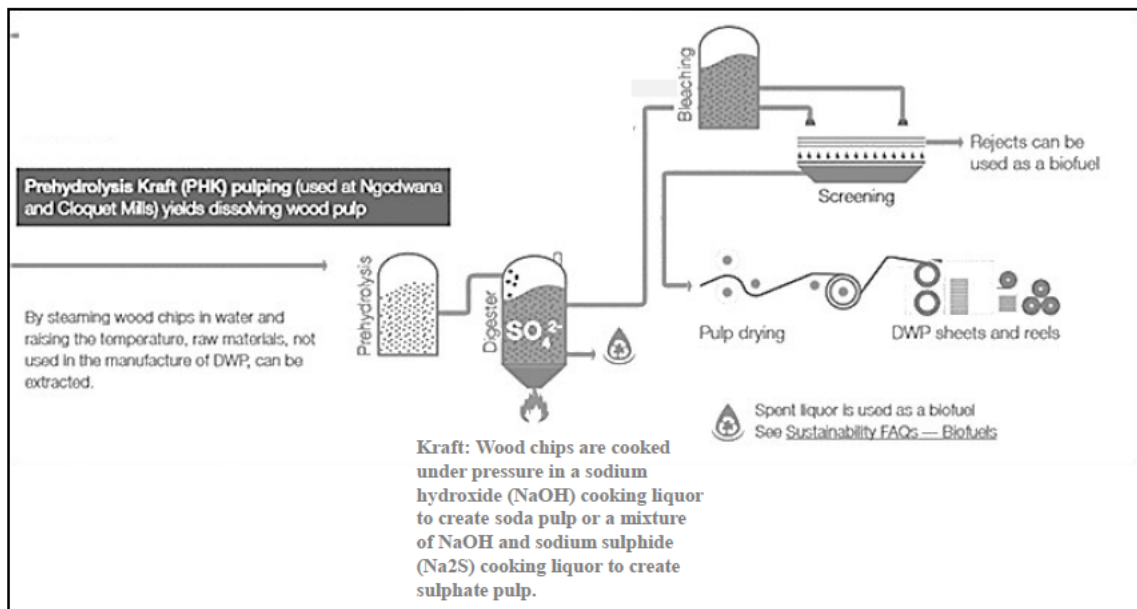 Bleaching
Rejects can be
used as a biofuel
Screening
Prehydrolysis Kraft (PHK) pulping (used at Ngodwana
and Cloquet Mills) yields dissolving wood pulp
Prehydrolysis
Digester
SO₄²⁻
By steaming wood chips in water and
raising the temperature, raw materials, not
used in the manufacture of DWP, can be
extracted.
Pulp drying
DWP sheets and reels
Spent liquor is used as a biofuel
See Sustainability FAQs — Biofuels
Kraft: Wood chips are cooked
under pressure in a sodium
hydroxide (NaOH) cooking liquor
to create soda pulp or a mixture
of NaOH and sodium sulphide
(Na2S) cooking liquor to create
sulphate pulp.